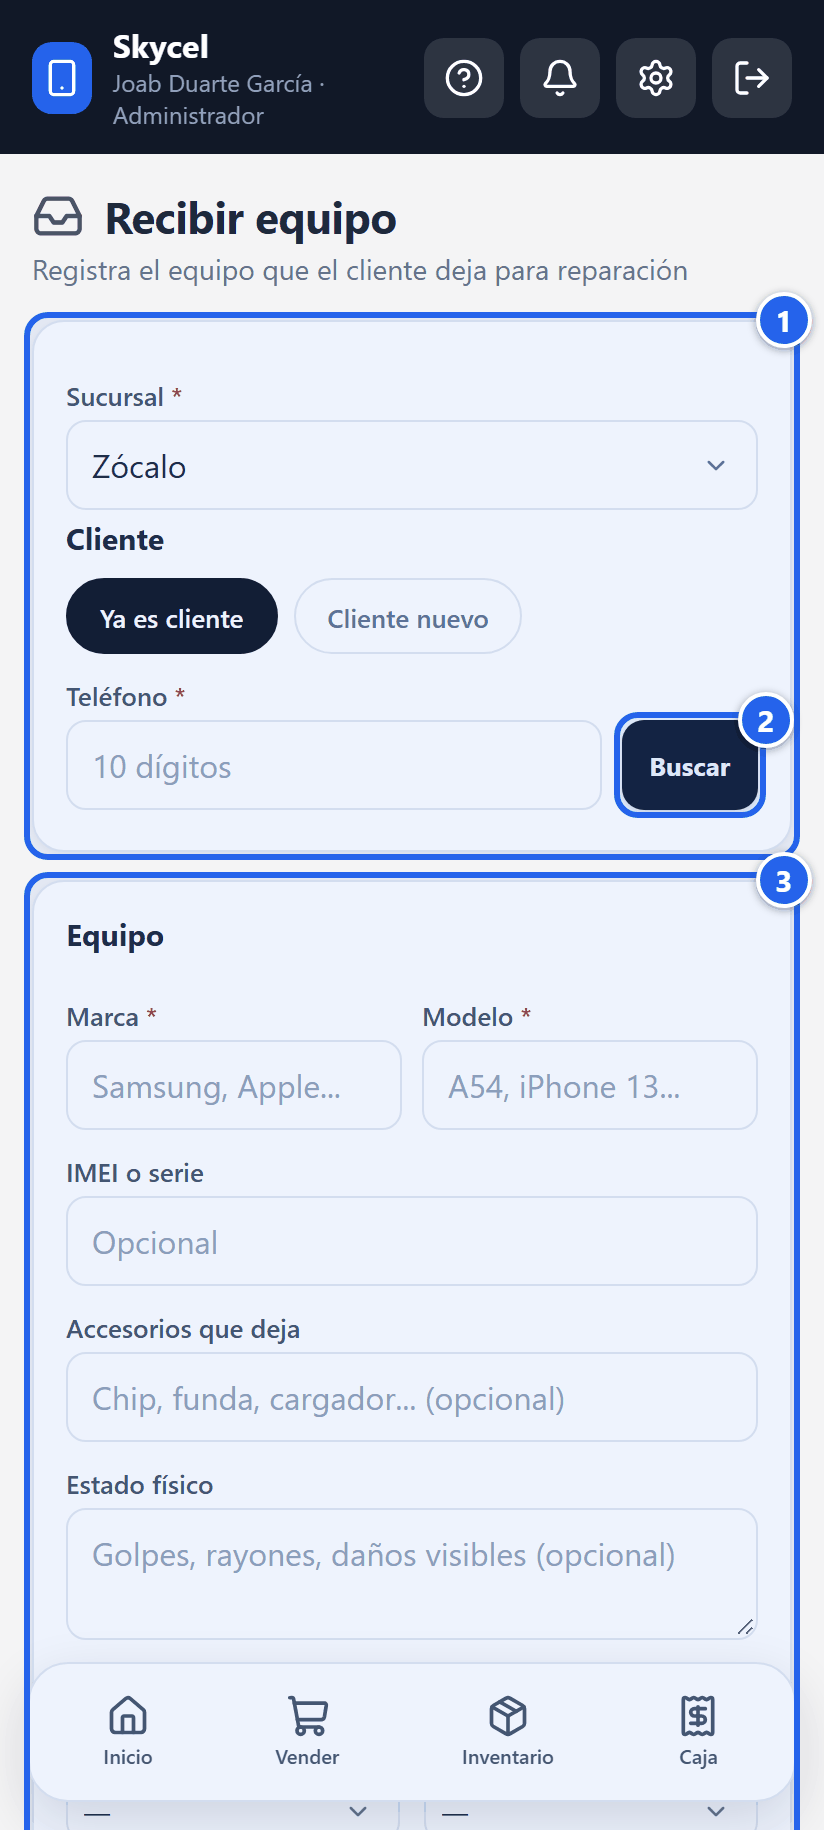 Skycel
Joab Duarte García ·
Administrador
Recibir equipo
Registra el equipo que el cliente deja para reparación
1
Sucursal *
Zócalo
Cliente
Ya es cliente
Cliente nuevo
Teléfono *
2
10 dígitos
Buscar
3
Equipo
Marca *
Modelo *
Samsung, Apple...
A54, iPhone 13...
IMEI o serie
Opcional
Accesorios que deja
Chip, funda, cargador... (opcional)
Estado físico
Golpes, rayones, daños visibles (opcional)
Inicio
Vender
Inventario
Caja
—
—